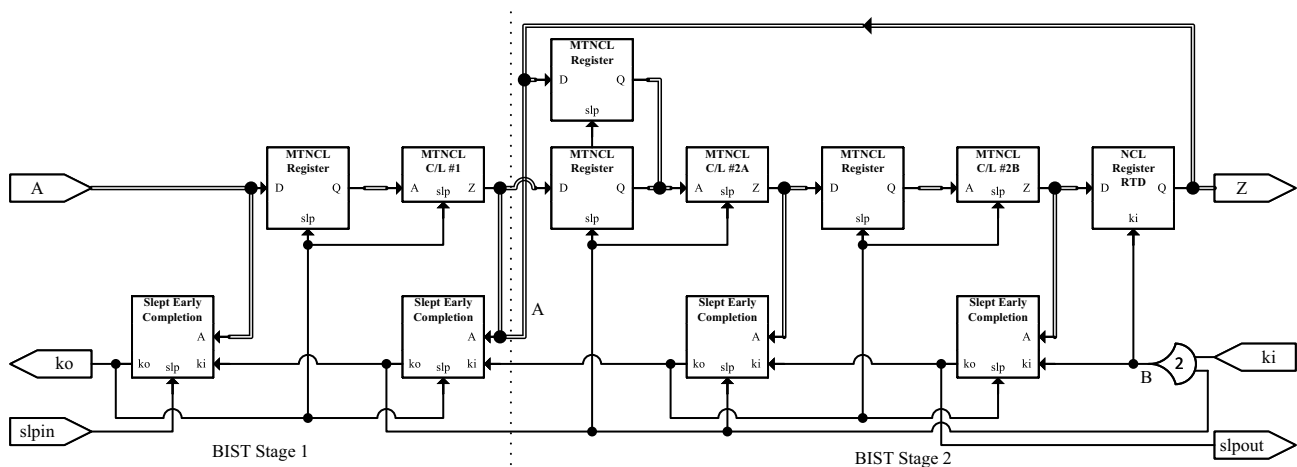 MTNCL
Register
D
Q
slp
A
MTNCL
Register
D
Q
slp
MTNCL
C/L #1
A
Z
slp
MTNCL
Register
D
Q
slp
MTNCL
C/L #2A
A
Z
slp
MTNCL
Register
D
Q
slp
MTNCL
C/L #2B
A
Z
slp
NCL
Register
RTD
D
Q
ki
Z
Slept Early
Completion
A
ko
slp
ki
Slept Early
Completion
A
ko
slp
ki
A
Slept Early
Completion
A
ko
slp
ki
Slept Early
Completion
A
ko
slp
ki
B
2
ki
ko
slpin
BIST Stage 1
BIST Stage 2
slpout